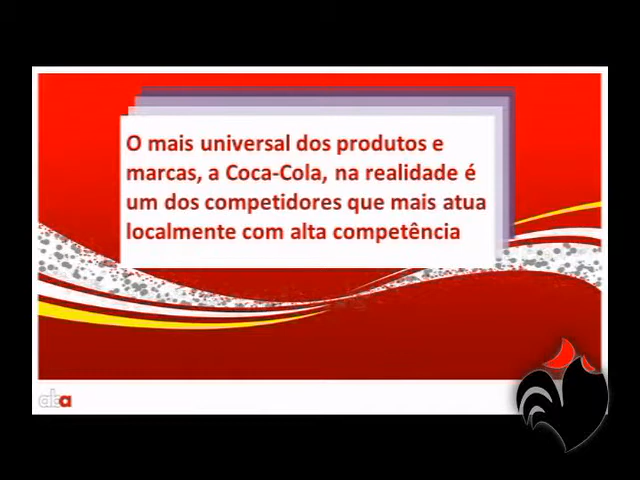 O mais universal dos produtos e
marcas, a Coca-Cola, na realidade é
um dos competidores que mais atua
localmente com alta competência
aba